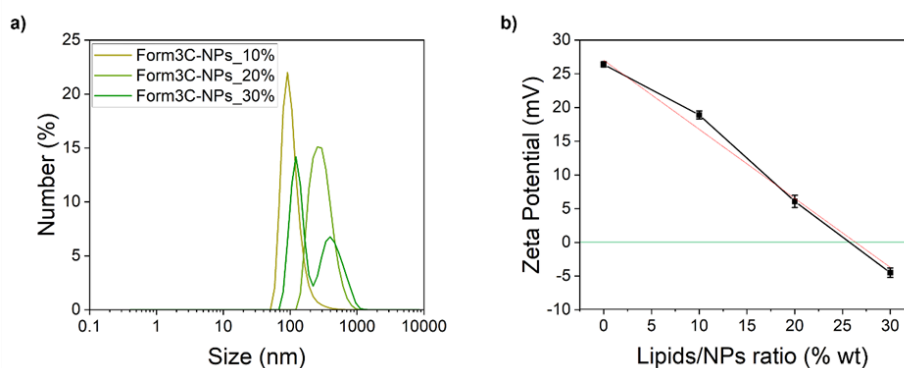 a)
25
20
15
10
5
0
Number (%)
Form3C-NPs_10%
Form3C-NPs_20%
Form3C-NPs_30%
0.1 1 10 100 1000 10000
Size (nm)
b)
30
25
20
15
10
5
0
-5
-10
Zeta Potential (mV)
0 5 10 15 20 25 30
Lipids/NPs ratio (% wt)